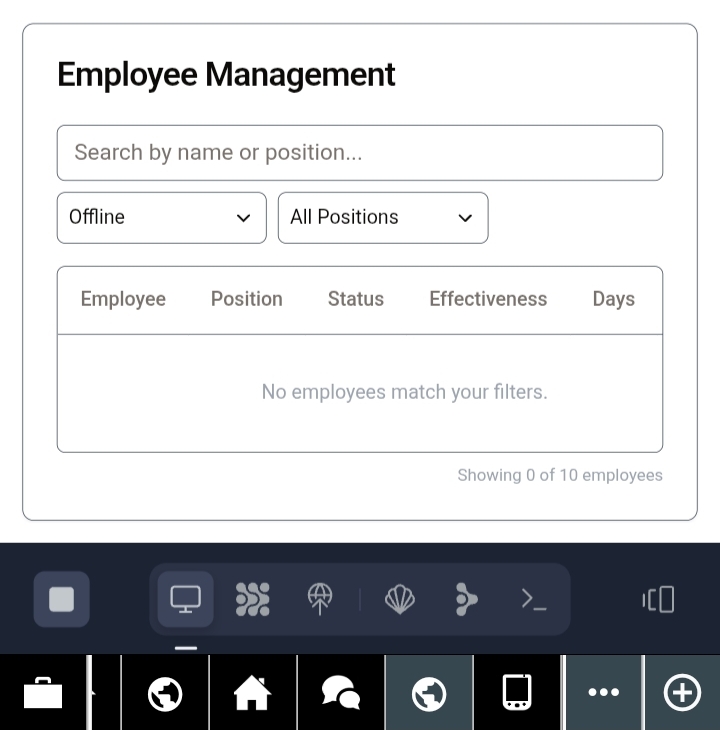 Employee Management
Search by name or position...
Offline All Positions
Employee Position Status Effectiveness Days
No employees match your filters.
Showing 0 of 10 employees